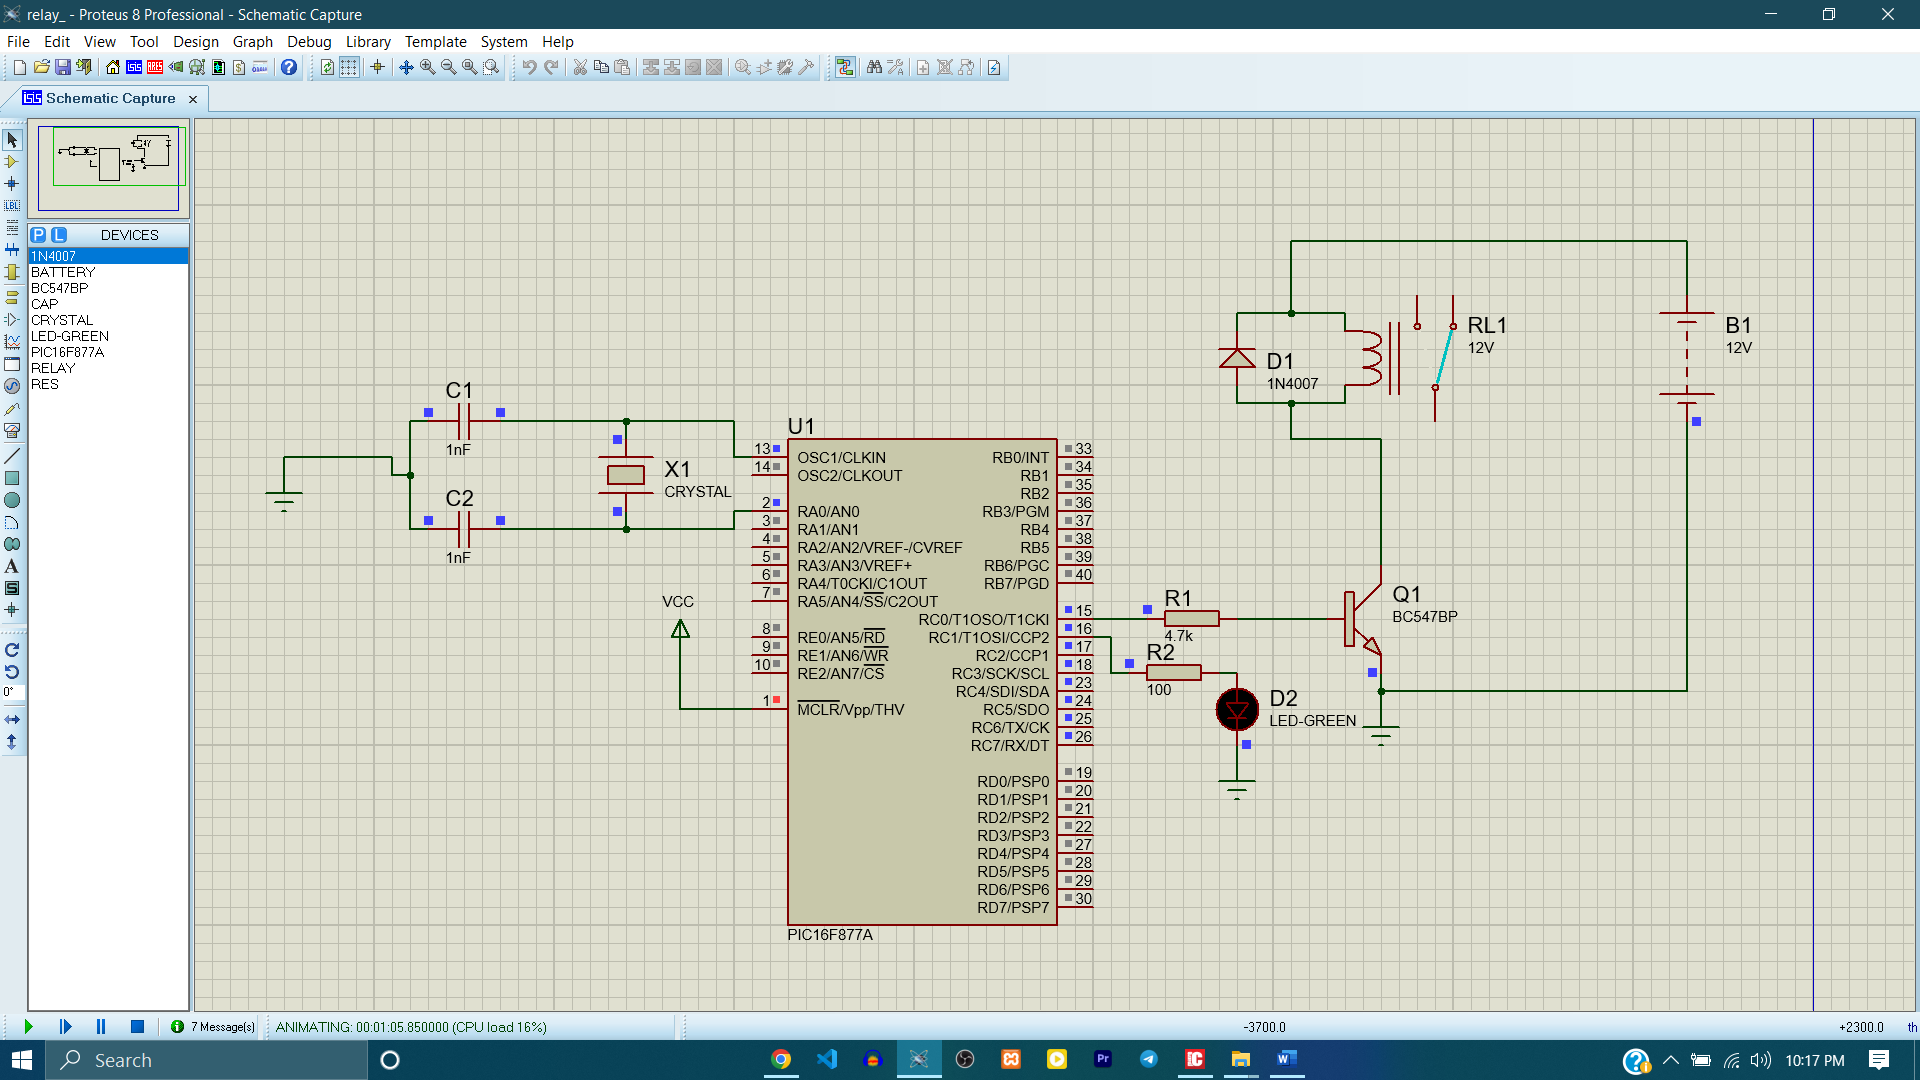 relay_ - Proteus 8 Professional - Schematic Capture
File Edit View Tool Design Graph Debug Library Template System Help
Schematic Capture
P L DEVICES
1N4007
BATTERY
BC547BP
CAP
CRYSTAL
LED-GREEN
PIC16F877A
RELAY
RES
LBL
A
S
0°
C1
1nF
C2
1nF
X1
CRYSTAL
VCC
U1
13 OSC1/CLKIN
14 OSC2/CLKOUT
2 RA0/AN0
3 RA1/AN1
4 RA2/AN2/VREF-/CVREF
5 RA3/AN3/VREF+
6 RA4/T0CKI/C1OUT
7 RA5/AN4/SS/C2OUT
8 RE0/AN5/RD
9 RE1/AN6/WR
10 RE2/AN7/CS
1 MCLR/Vpp/THV
RB0/INT 33
RB1 34
RB2 35
RB3/PGM 36
RB4 37
RB5 38
RB6/PGC 39
RB7/PGD 40
RC0/T1OSO/T1CKI 15
RC1/T1OSI/CCP2 16
RC2/CCP1 17
RC3/SCK/SCL 18
RC4/SDI/SDA 23
RC5/SDO 24
RC6/TX/CK 25
RC7/RX/DT 26
RD0/PSP0 19
RD1/PSP1 20
RD2/PSP2 21
RD3/PSP3 22
RD4/PSP4 27
RD5/PSP5 28
RD6/PSP6 29
RD7/PSP7 30
PIC16F877A
R1
4.7k
R2
100
D2
LED-GREEN
D1
1N4007
RL1
12V
B1
12V
Q1
BC547BP
7 Message(s) ANIMATING: 00:01:05.850000 (CPU load 16%) -3700.0 +2300.0 th
Search 10:17 PM